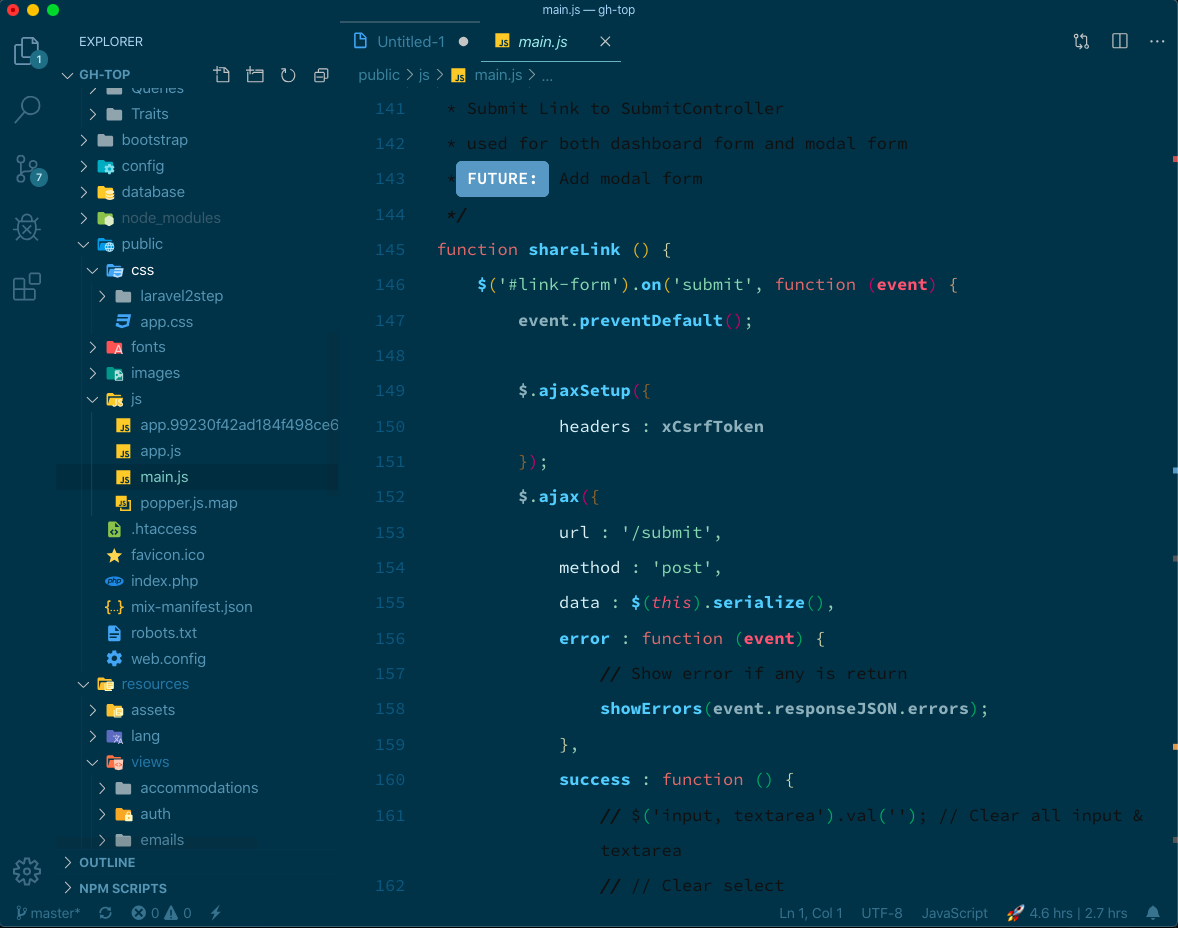 main.js — gh-top
EXPLORER
1
7
GH-TOP
Queries
Traits
bootstrap
config
database
node_modules
public
css
laravel2step
app.css
fonts
images
js
app.99230f42ad184f498ce6
app.js
main.js
popper.js.map
.htaccess
favicon.ico
index.php
mix-manifest.json
robots.txt
web.config
resources
assets
lang
views
accommodations
auth
emails
OUTLINE
NPM SCRIPTS
Untitled-1 ● JS main.js ×
public > js > JS main.js > ...
141 * Submit Link to SubmitController
142 * used for both dashboard form and modal form
143 * FUTURE: Add modal form
144 */
145 function shareLink () {
146 $('#link-form').on('submit', function (event) {
147 event.preventDefault();
148
149 $.ajaxSetup({
150 headers : xCsrfToken
151 });
152 $.ajax({
153 url : '/submit',
154 method : 'post',
155 data : $(this).serialize(),
156 error : function (event) {
157 // Show error if any is return
158 showErrors(event.responseJSON.errors);
159 },
160 success : function () {
161 // $('input, textarea').val(''); // Clear all input &
textarea
162 // // Clear select
master* 0 0 Ln 1, Col 1 UTF-8 JavaScript 🚀 4.6 hrs | 2.7 hrs